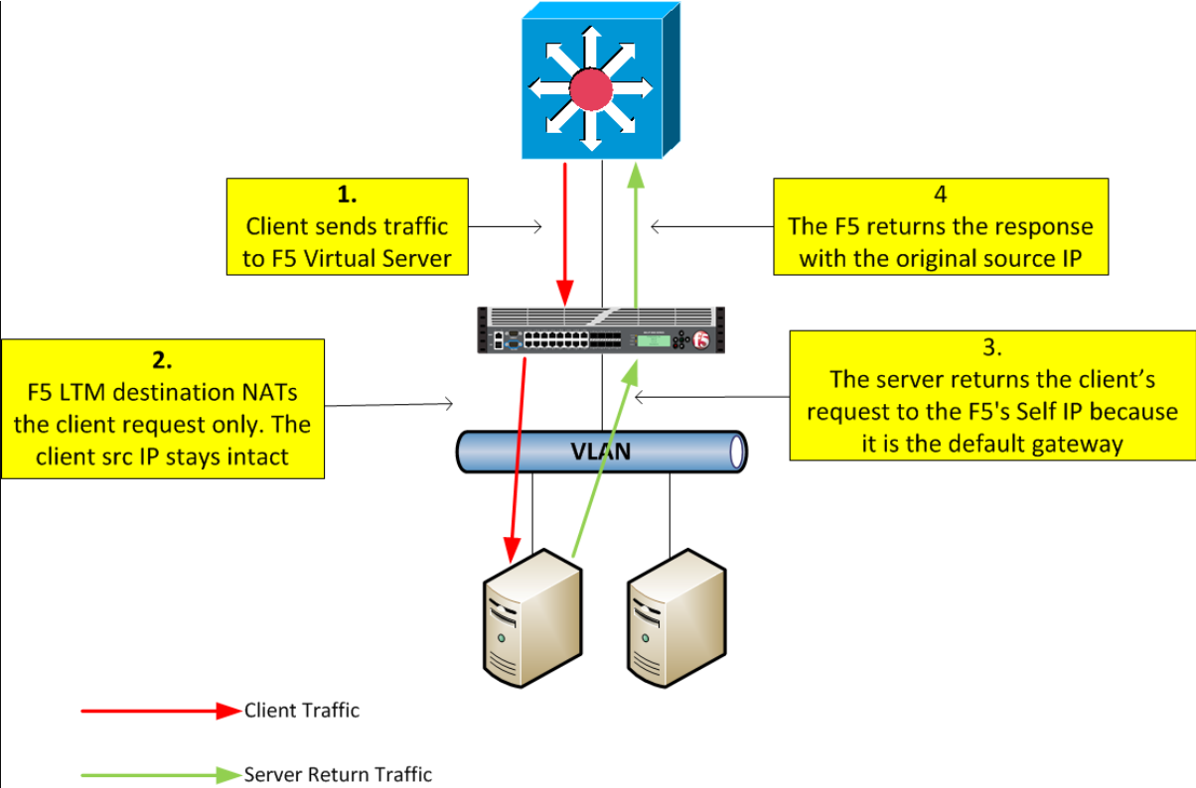 1.
Client sends traffic
to F5 Virtual Server
4
The F5 returns the response
with the original source IP
f5
2.
F5 LTM destination NATs
the client request only. The
client src IP stays intact
3.
The server returns the client's
request to the F5's Self IP because
it is the default gateway
VLAN
Client Traffic
Server Return Traffic